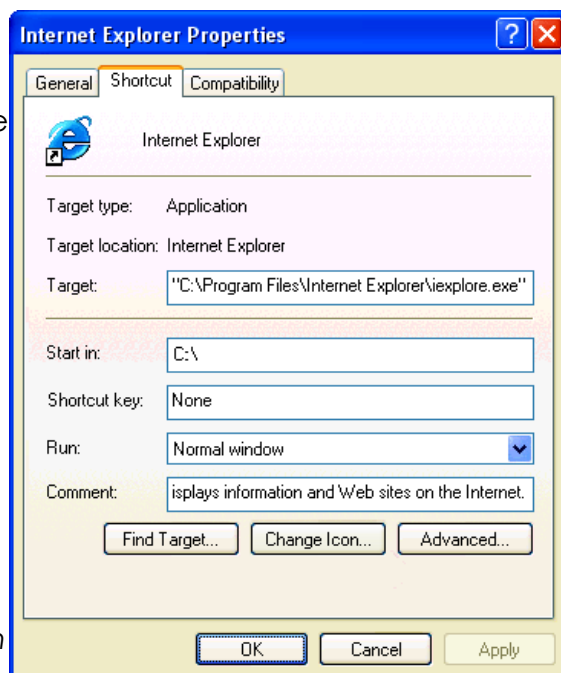 Internet Explorer Properties ?
General Shortcut Compatibility
e
Internet Explorer
Target type: Application
Target location: Internet Explorer
Target: "C:\Program Files\Internet Explorer\iexplore.exe"
Start in: C:\
Shortcut key: None
Run: Normal window
Comment: isplays information and Web sites on the Internet.
Find Target... Change Icon... Advanced...
OK Cancel Apply